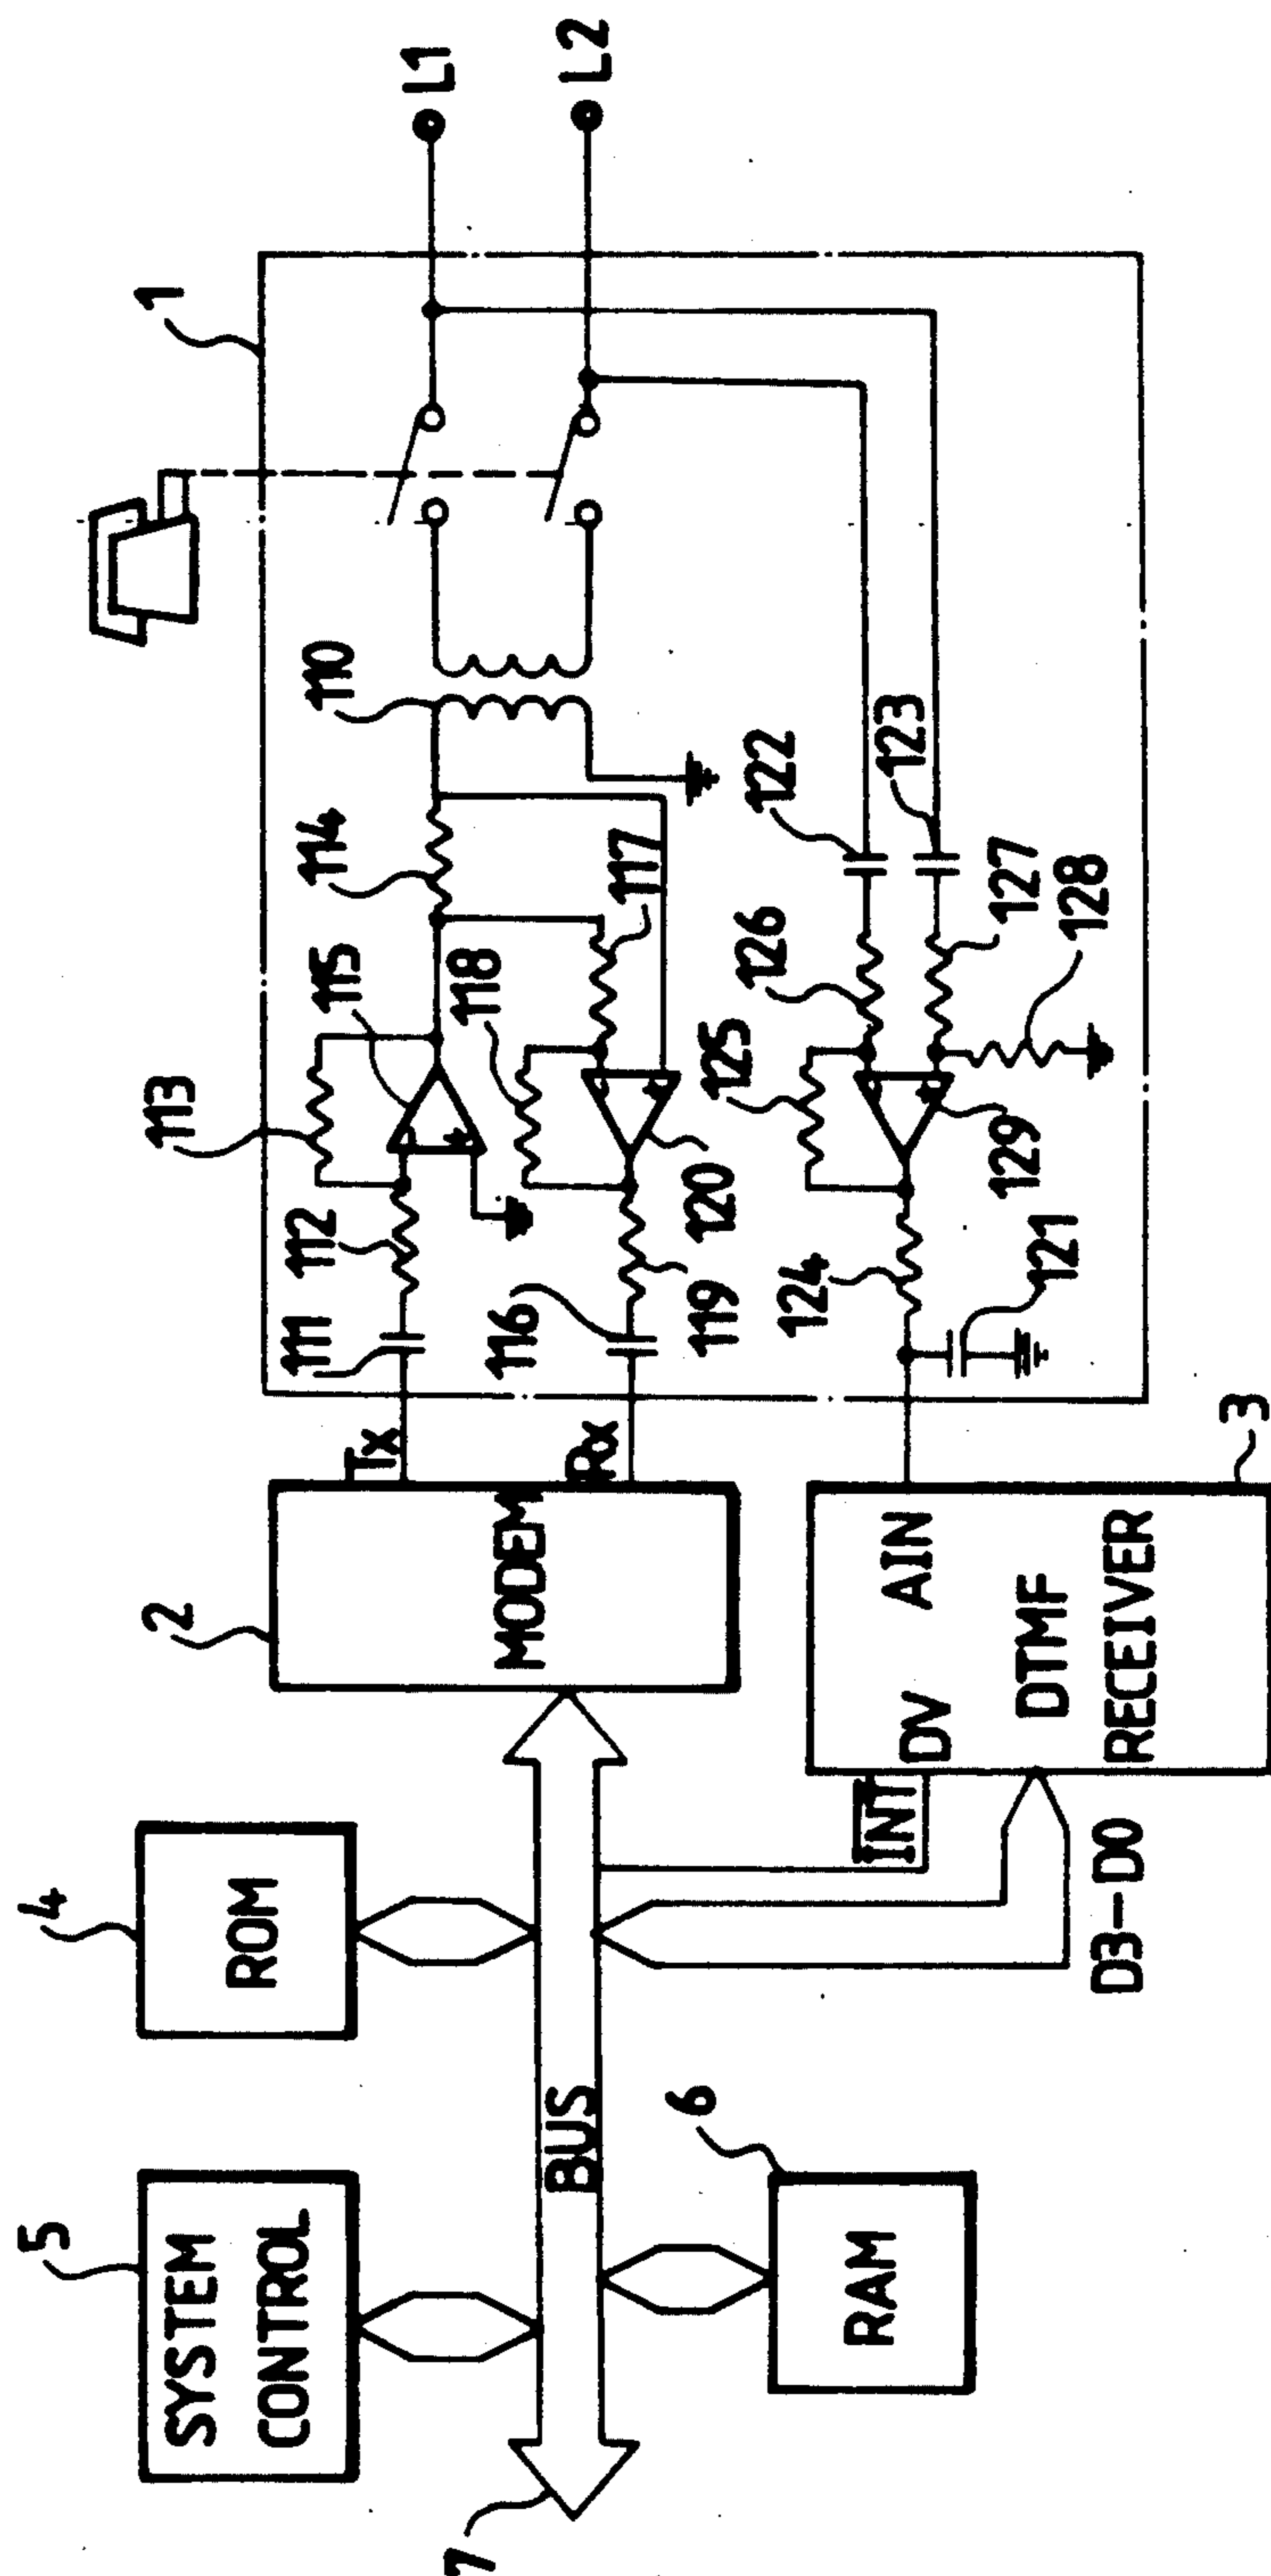 5
SYSTEM
CONTROL
4
ROM
7
BUS
6
RAM
2
MODEM
Tx
Rx
INT
D3-D0
DV
AIN
DTMF
RECEIVER
3
1
L1
L2
110
111
112
113
114
115
116
117
118
119
120
121
122
123
124
125
126
127
128
129